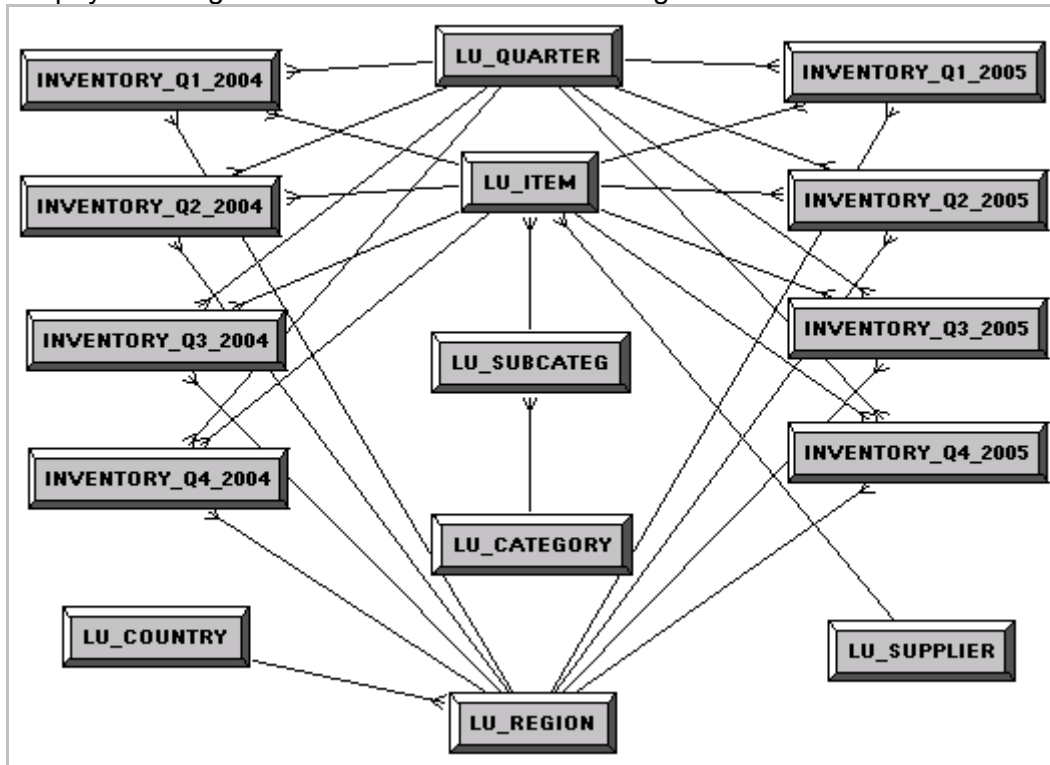 INVENTORY_Q1_2004
LU_QUARTER
INVENTORY_Q1_2005
INVENTORY_Q2_2004
LU_ITEM
INVENTORY_Q2_2005
INVENTORY_Q3_2004
INVENTORY_Q3_2005
LU_SUBCATEG
INVENTORY_Q4_2004
INVENTORY_Q4_2005
LU_CATEGORY
LU_COUNTRY
LU_SUPPLIER
LU_REGION